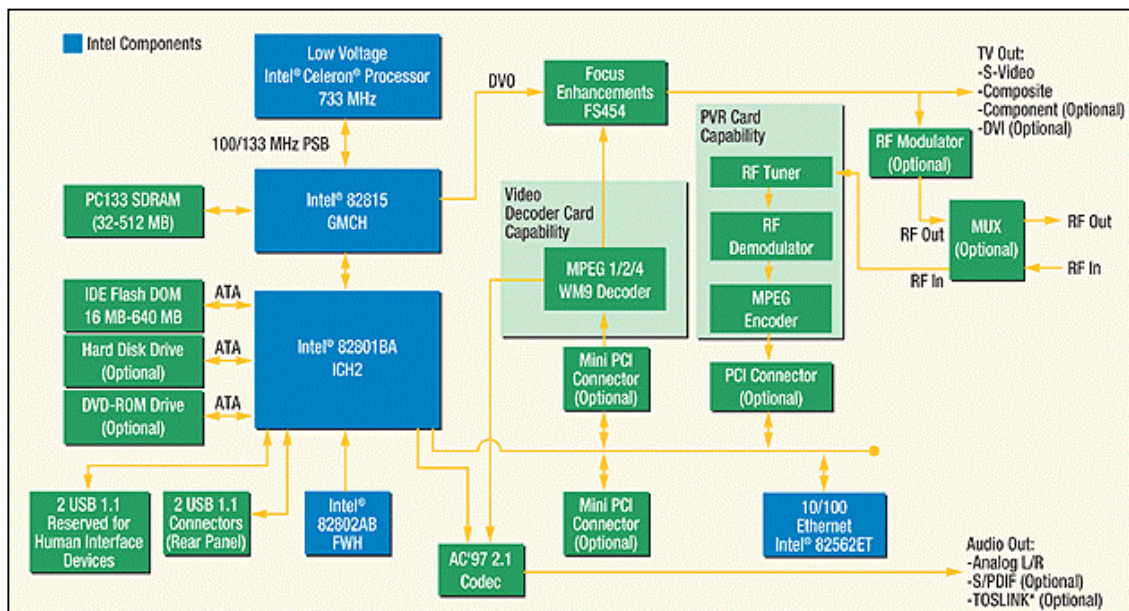 Intel Components
Low Voltage
Intel® Celeron® Processor
733 MHz
DVO
Focus
Enhancements
FS454
TV Out:
-S-Video
-Composite
-Component (Optional)
-DVI (Optional)
100/133 MHz PSB
PVR Card
Capability
RF Modulator
(Optional)
PC133 SDRAM
(32-512 MB)
Intel® 82815
GMCH
Video
Decoder Card
Capability
RF Tuner
RF
Demodulator
RF Out
MUX
(Optional)
RF Out
RF In
RF In
MPEG 1/2/4
WM9 Decoder
MPEG
Encoder
IDE Flash DOM
16 MB-640 MB
ATA
Hard Disk Drive
(Optional)
ATA
DVD-ROM Drive
(Optional)
ATA
Intel® 82801BA
ICH2
Mini PCI
Connector
(Optional)
PCI Connector
(Optional)
2 USB 1.1
Reserved for
Human Interface
Devices
2 USB 1.1
Connectors
(Rear Panel)
Intel®
82802AB
FWH
AC'97 2.1
Codec
Mini PCI
Connector
(Optional)
10/100
Ethernet
Intel® 82562ET
Audio Out:
-Analog L/R
-S/PDIF (Optional)
-TOSLINK* (Optional)